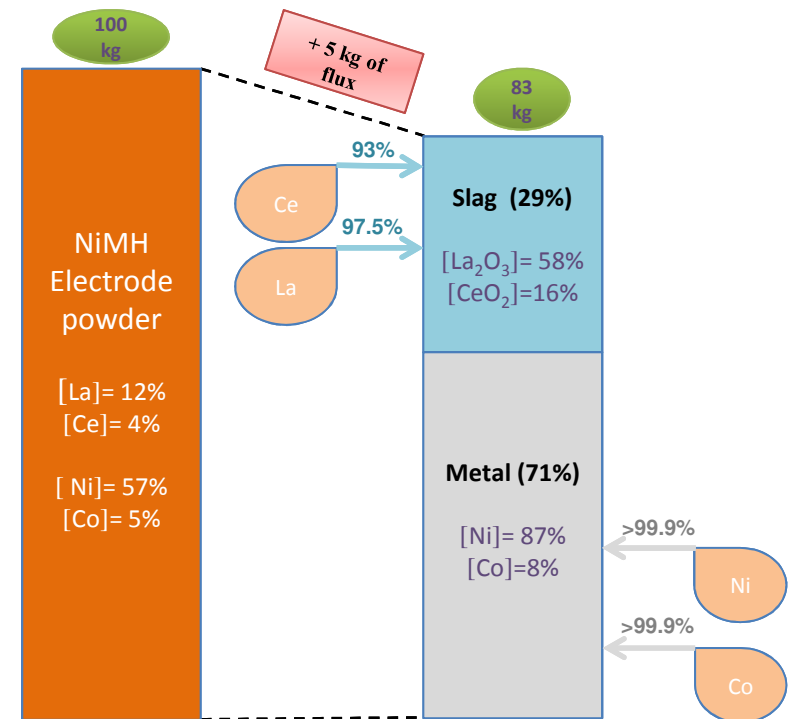 100
kg
+ 5 kg of
flux
83
kg
NiMH
Electrode
powder
[La]= 12%
[Ce]= 4%
[ Ni]= 57%
[Co]= 5%
Ce
93%
La
97.5%
Slag (29%)
[La₂O₃]= 58%
[CeO₂]=16%
Metal (71%)
[Ni]= 87%
[Co]=8%
>99.9%
Ni
>99.9%
Co